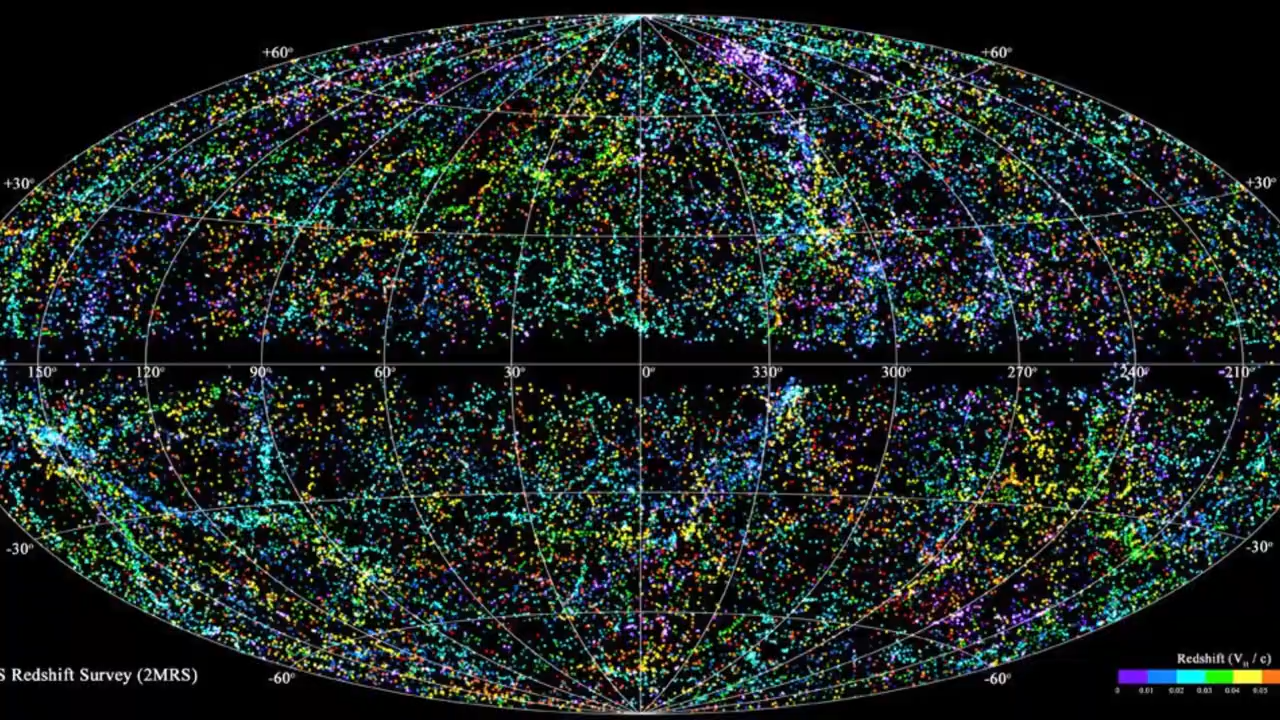 +60° +60°
+30° +30°
150° 120° 90° 60° 30° 0° 330° 300° 270° 240° 210°
-30° -30°
S Redshift Survey (2MRS) -60° -60° Redshift (V_H / c)
0 0.01 0.02 0.03 0.04 0.05